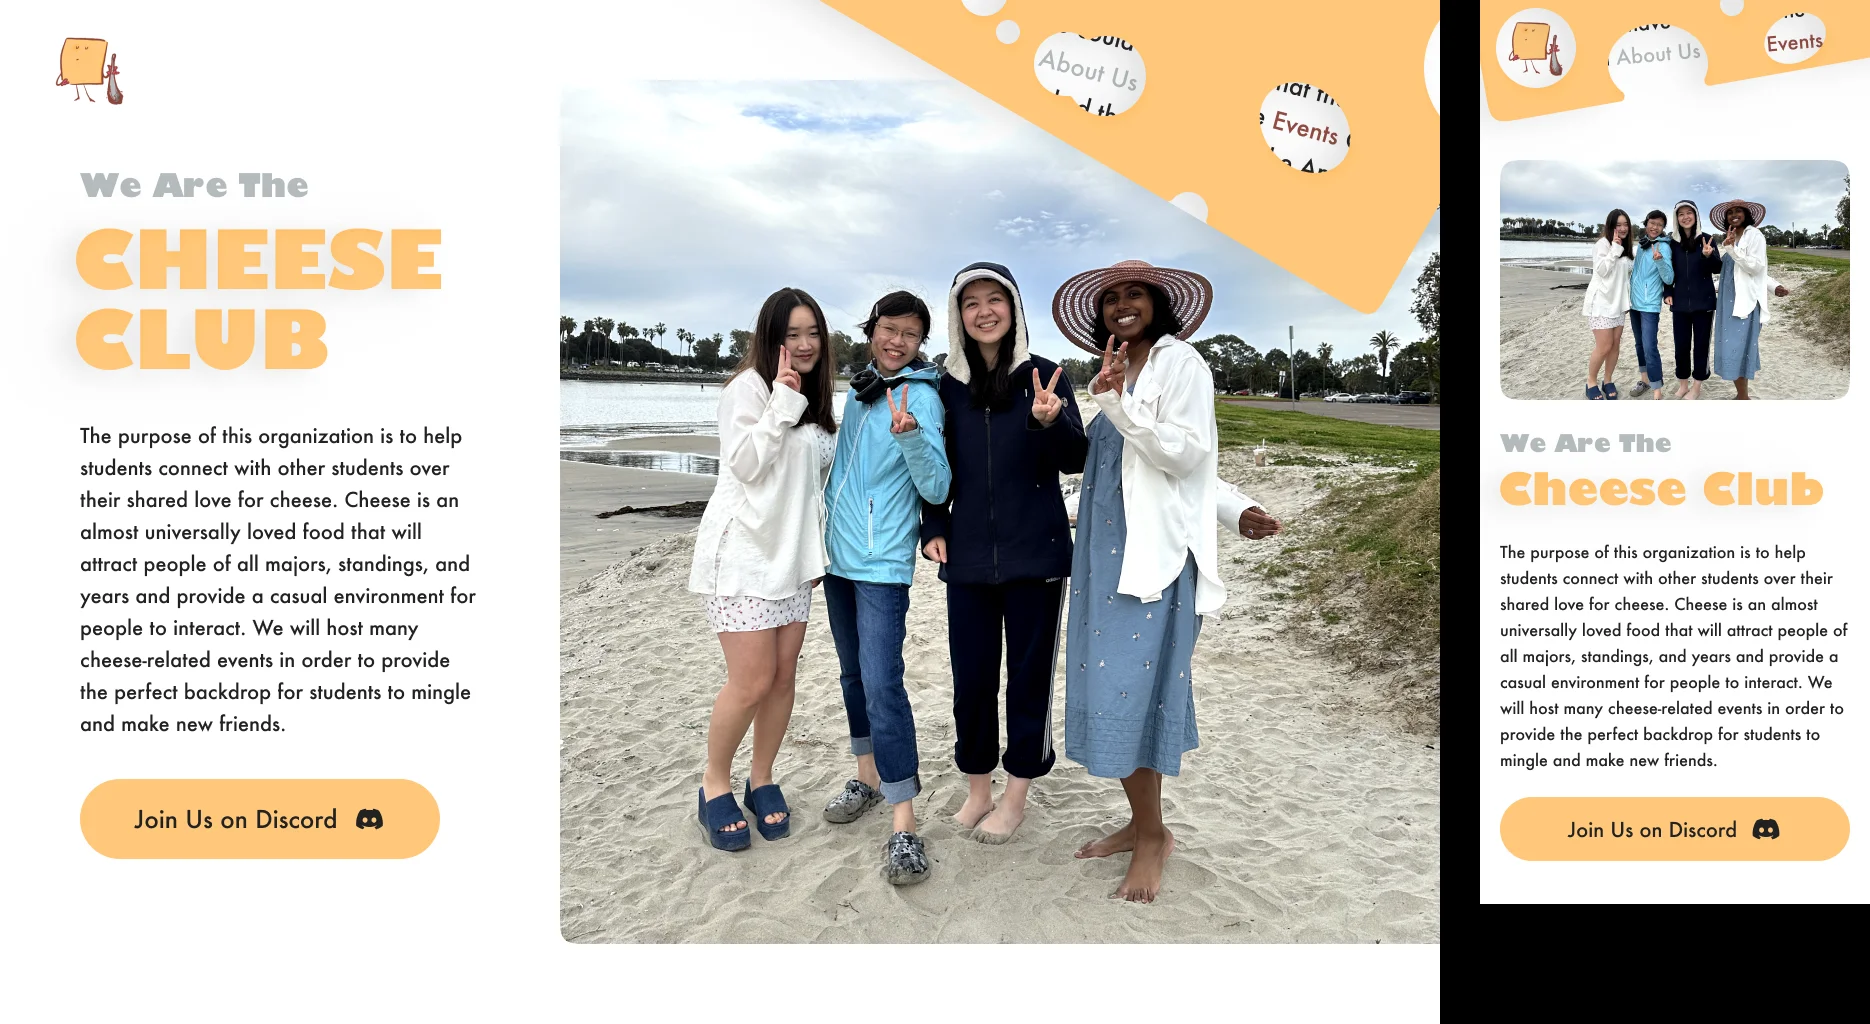 We Are The
CHEESE
CLUB
The purpose of this organization is to help
students connect with other students over
their shared love for cheese. Cheese is an
almost universally loved food that will
attract people of all majors, standings, and
years and provide a casual environment for
people to interact. We will host many
cheese-related events in order to provide
the perfect backdrop for students to mingle
and make new friends.
Join Us on Discord
About Us
Events
About Us
Events
We Are The
Cheese Club
The purpose of this organization is to help
students connect with other students over their
shared love for cheese. Cheese is an almost
universally loved food that will attract people of
all majors, standings, and years and provide a
casual environment for people to interact. We
will host many cheese-related events in order to
provide the perfect backdrop for students to
mingle and make new friends.
Join Us on Discord